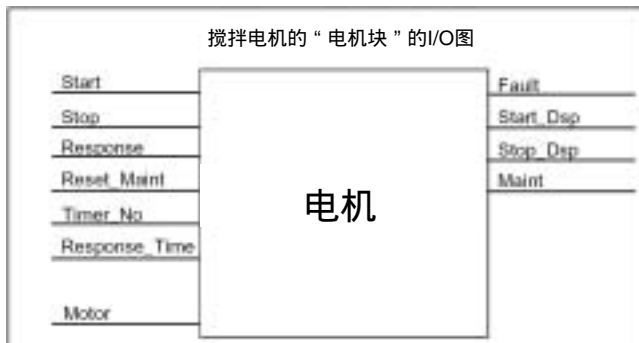 搅拌电机的“电机块”的I/O图
Start
Stop
Response
Reset_Maint
Timer_No
Response_Time
Motor
电机
Fault
Start_Dsp
Stop_Dsp
Maint